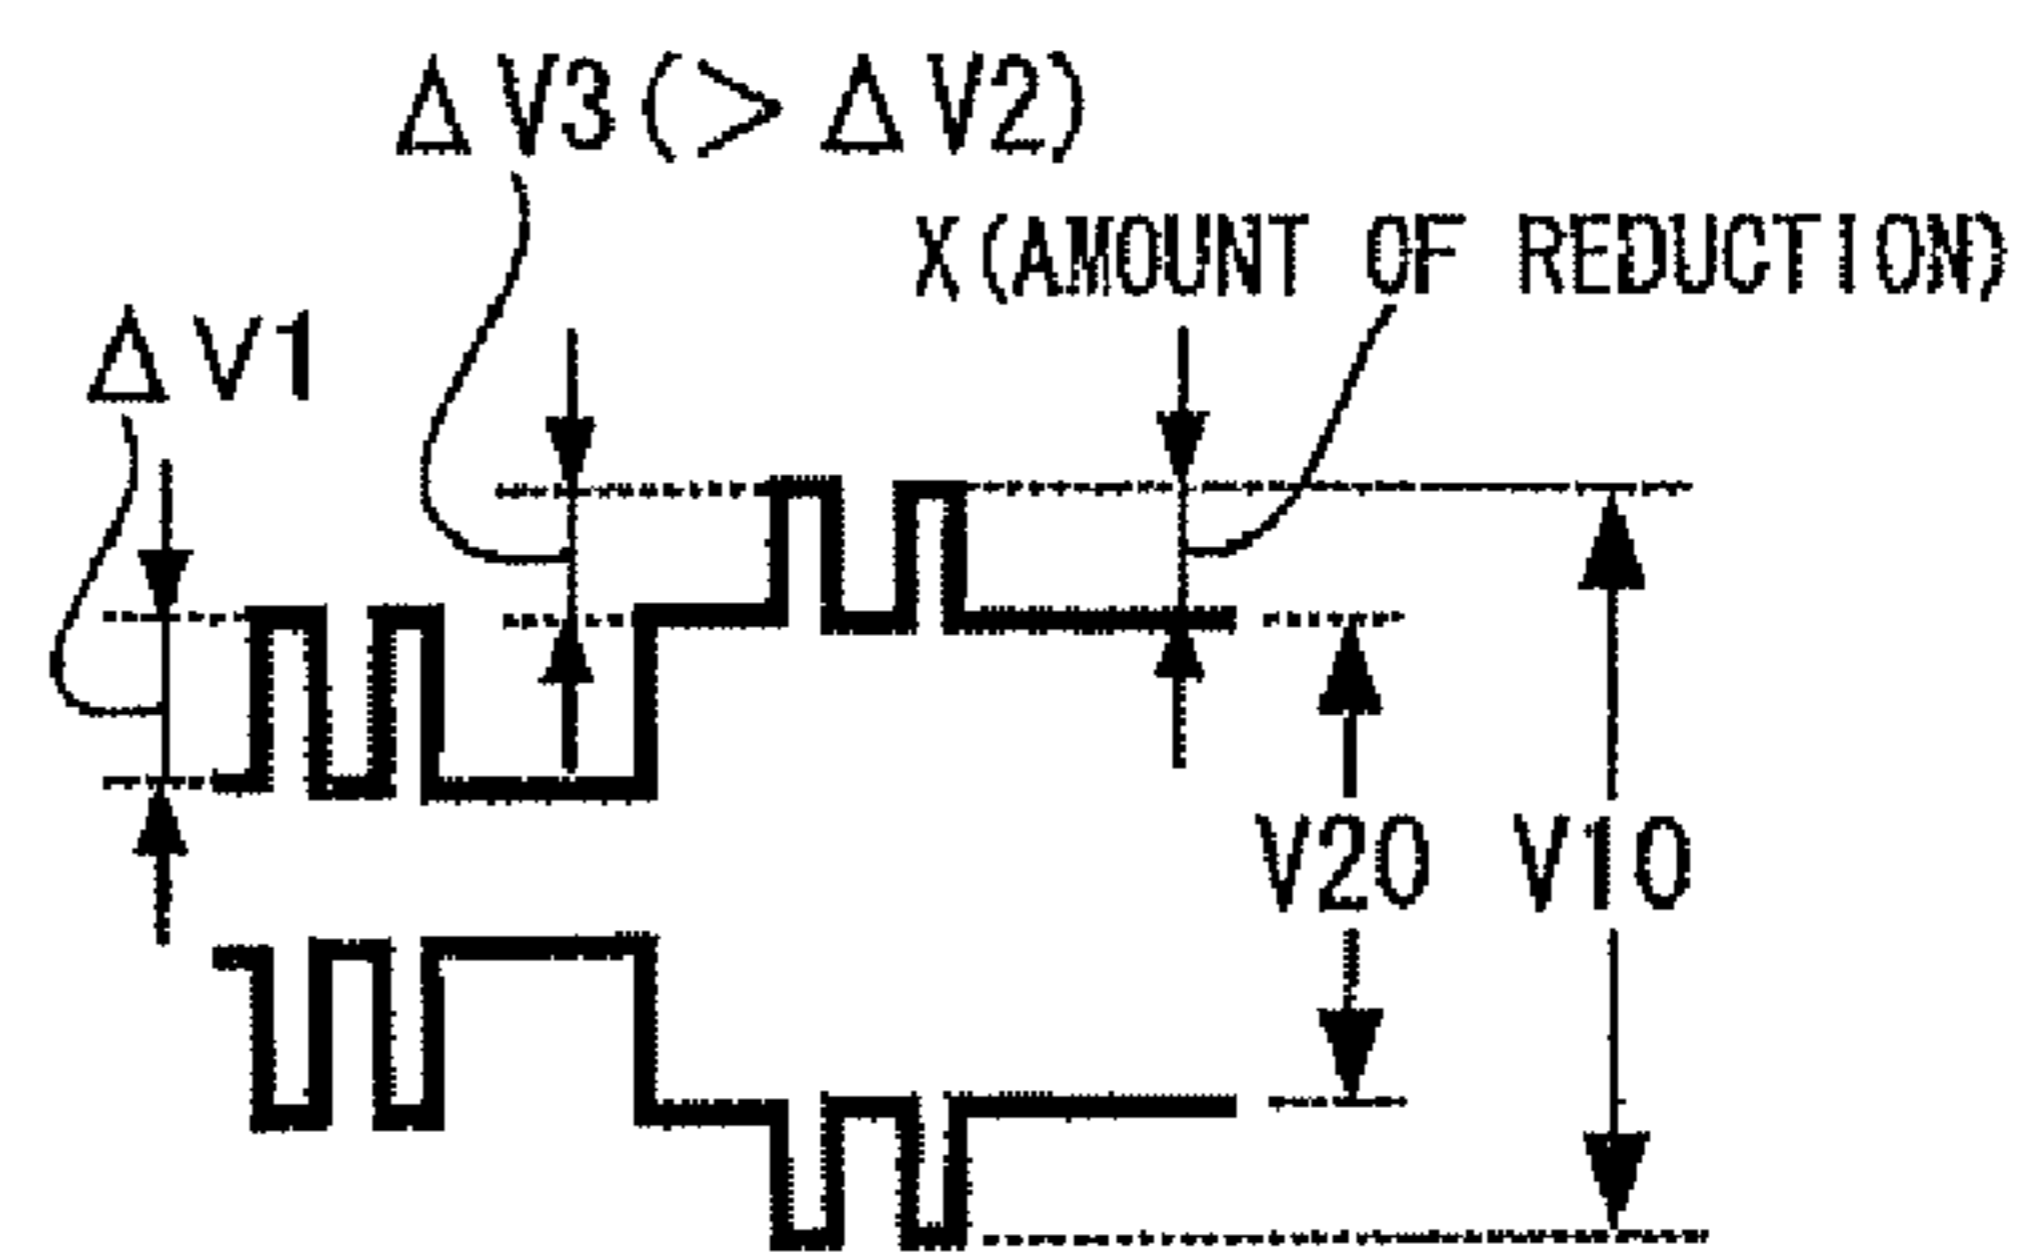 ΔV3(>ΔV2)
X(AMOUNT OF REDUCTION)
ΔV1
V20 V10